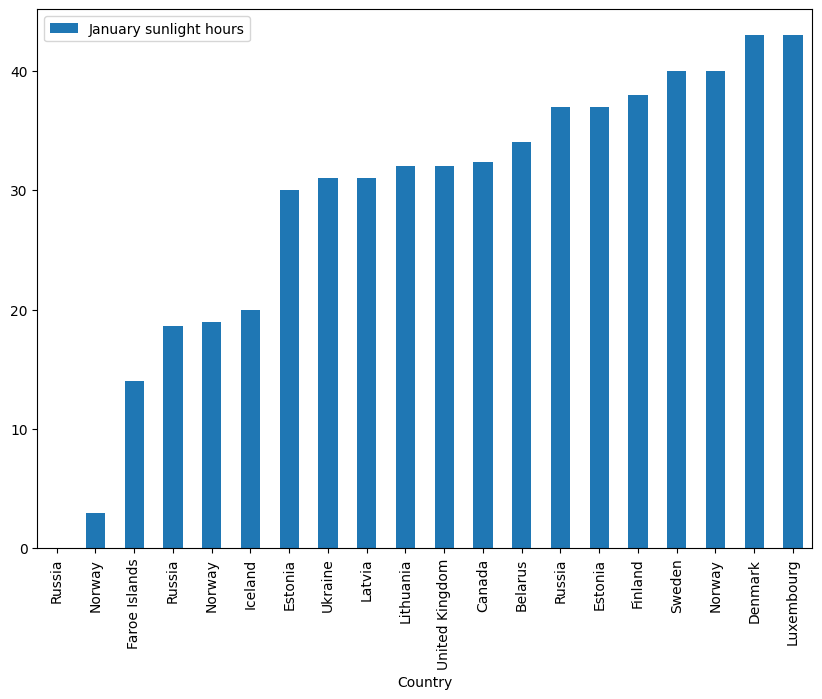 January sunlight hours
40
30
20
10
0
Russia
Norway
Faroe Islands
Russia
Norway
Iceland
Estonia
Ukraine
Latvia
Lithuania
United Kingdom
Canada
Belarus
Russia
Estonia
Finland
Sweden
Norway
Denmark
Luxembourg
Country